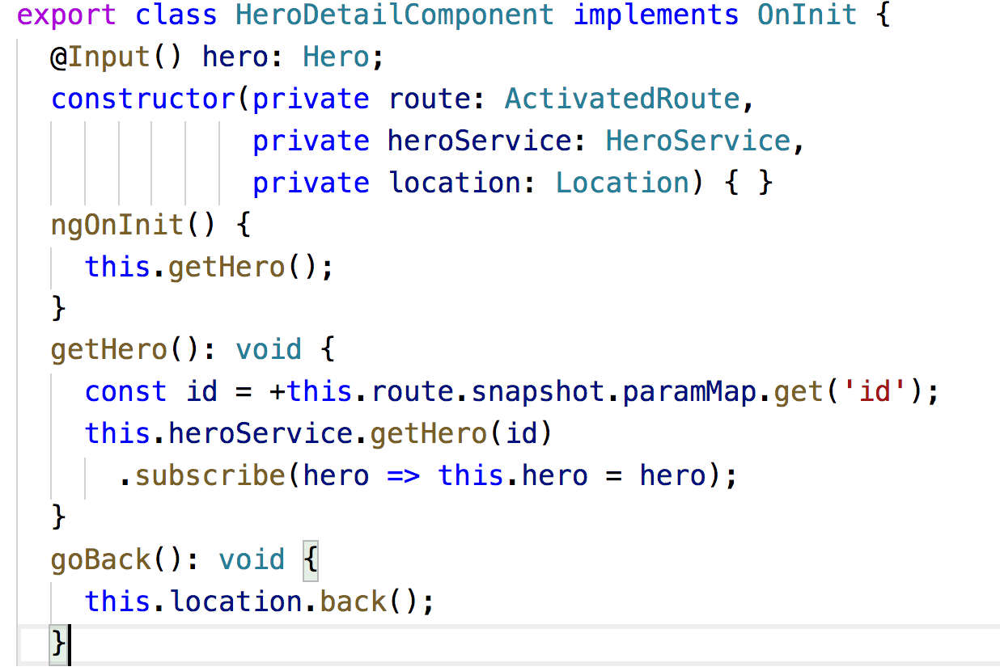 export class HeroDetailComponent implements OnInit {
  @Input() hero: Hero;
  constructor(private route: ActivatedRoute,
              private heroService: HeroService,
              private location: Location) { }
  ngOnInit() {
    this.getHero();
  }
  getHero(): void {
    const id = +this.route.snapshot.paramMap.get('id');
    this.heroService.getHero(id)
      .subscribe(hero => this.hero = hero);
  }
  goBack(): void {
    this.location.back();
  }